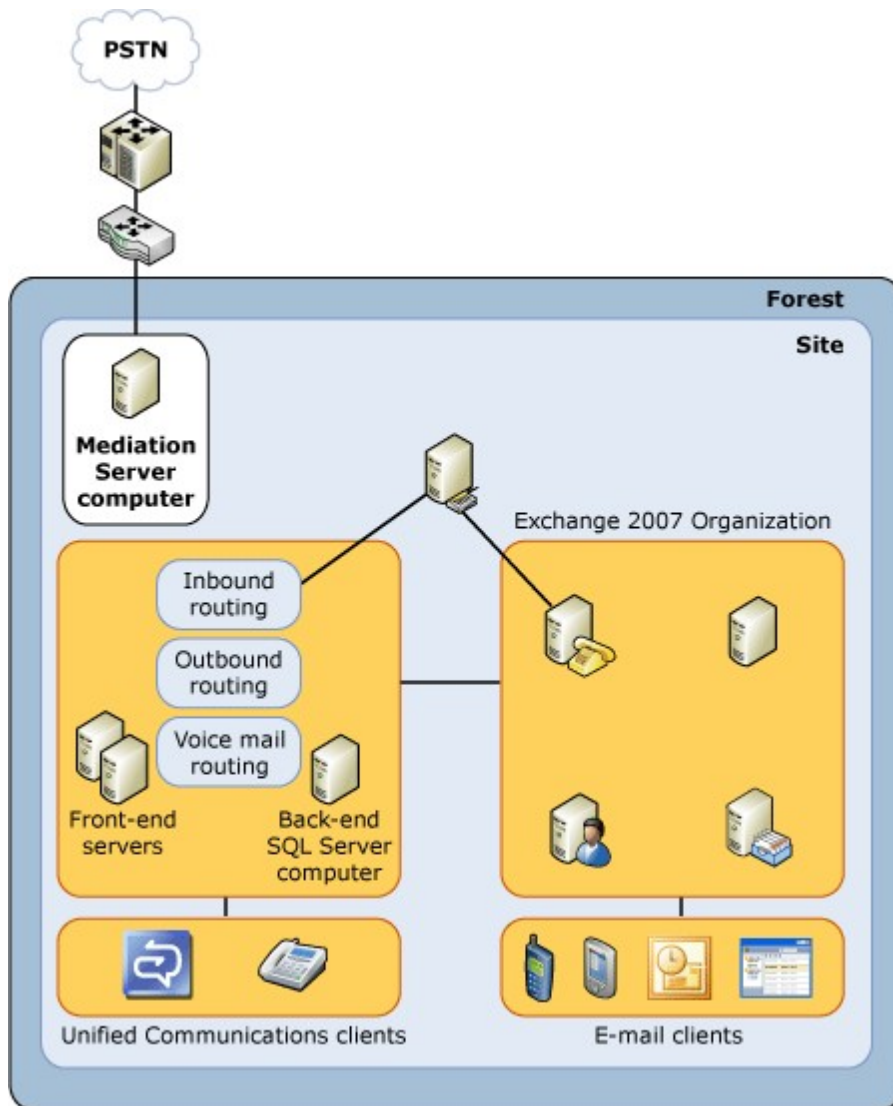 PSTN
Forest
Site
Mediation
Server
computer
Exchange 2007 Organization
Inbound
routing
Outbound
routing
Voice mail
routing
Front-end
servers
Back-end
SQL Server
computer
Unified Communications clients
E-mail clients